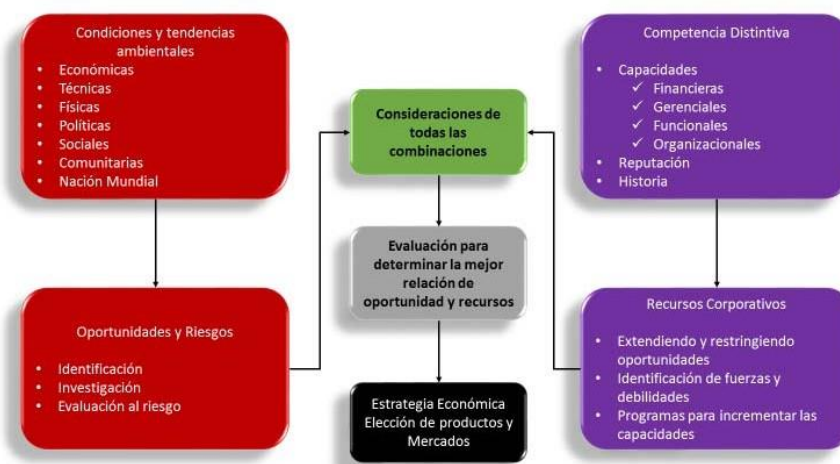 Condiciones y tendencias
ambientales
• Económicas
• Técnicas
• Físicas
• Políticas
• Sociales
• Comunitarias
• Nación Mundial
Oportunidades y Riesgos
• Identificación
• Investigación
• Evaluación al riesgo
Consideraciones de
todas las
combinaciones
Evaluación para
determinar la mejor
relación de
oportunidad y recursos
Estrategia Económica
Elección de productos y
Mercados
Competencia Distintiva
• Capacidades
✓ Financieras
✓ Gerenciales
✓ Funcionales
✓ Organizacionales
• Reputación
• Historia
Recursos Corporativos
• Extendiendo y restringiendo
oportunidades
• Identificación de fuerzas y
debilidades
• Programas para incrementar las
capacidades